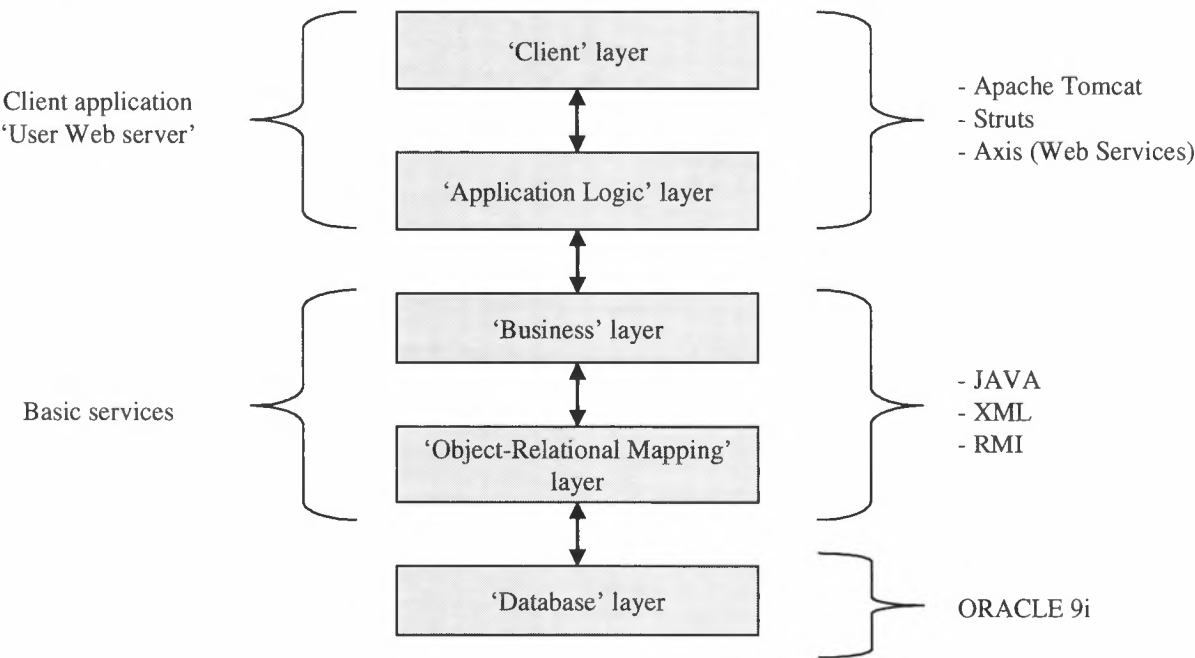 ‘Client’ layer
Client application
‘User Web server’
- Apache Tomcat
- Struts
- Axis (Web Services)
‘Application Logic’ layer
‘Business’ layer
Basic services
- JAVA
- XML
- RMI
‘Object-Relational Mapping’
layer
‘Database’ layer
ORACLE 9i